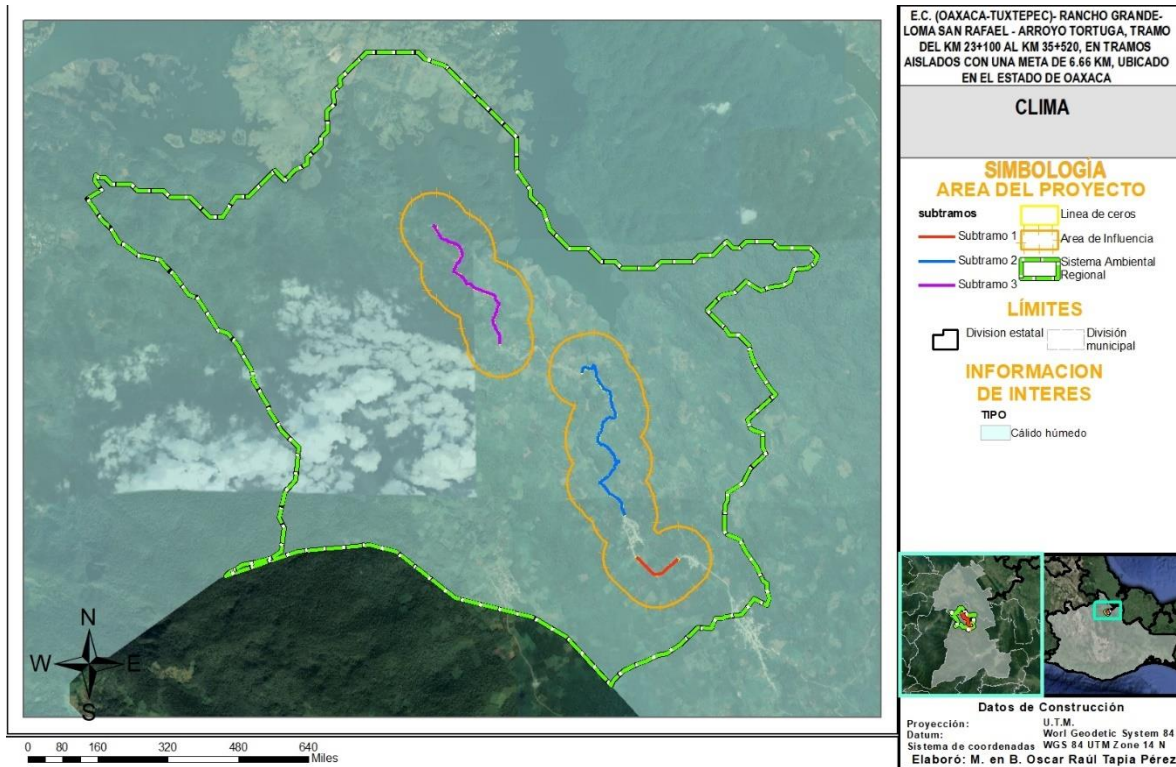 E.C. (OAXACA-TUXTEPEC)- RANCHO GRANDE-
LOMA SAN RAFAEL - ARROYO TORTUGA, TRAMO
DEL KM 23+100 AL KM 35+520, EN TRAMOS
AISLADOS CON UNA META DE 6.66 KM, UBICADO
EN EL ESTADO DE OAXACA
CLIMA
SIMBOLOGÌA
AREA DEL PROYECTO
subtramos
Subtramo 1
Subtramo 2
Subtramo 3
Linea de ceros
Area de Influencia
Sistema Ambiental
Regional
LÍMITES
Division estatal
División
municipal
INFORMACION
DE INTERES
TIPO
Cálido húmedo
N
W
E
S
0 80 160 320 480 640
Miles
Datos de Construcción
Proyección: U.T.M.
Datum: Worl Geodetic System 84
Sistema de coordenadas WGS 84 UTM Zone 14 N
Elaboró: M. en B. Oscar Raúl Tapia Pérez